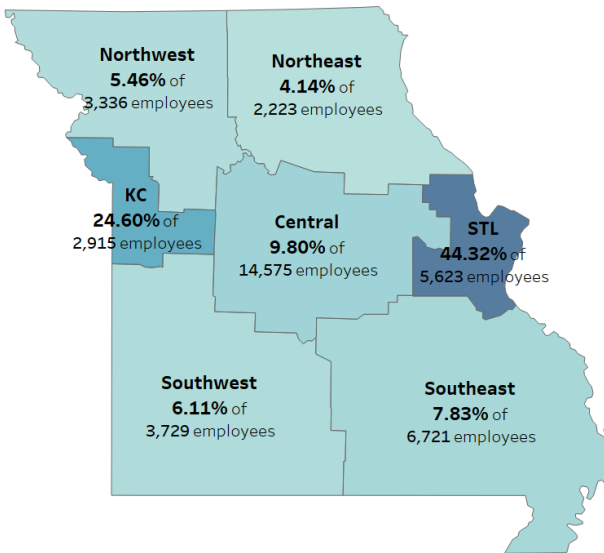 Northwest
5.46% of
3,336 employees
Northeast
4.14% of
2,223 employees
KC
24.60% of
2,915 employees
Central
9.80% of
14,575 employees
STL
44.32% of
5,623 employees
Southwest
6.11% of
3,729 employees
Southeast
7.83% of
6,721 employees